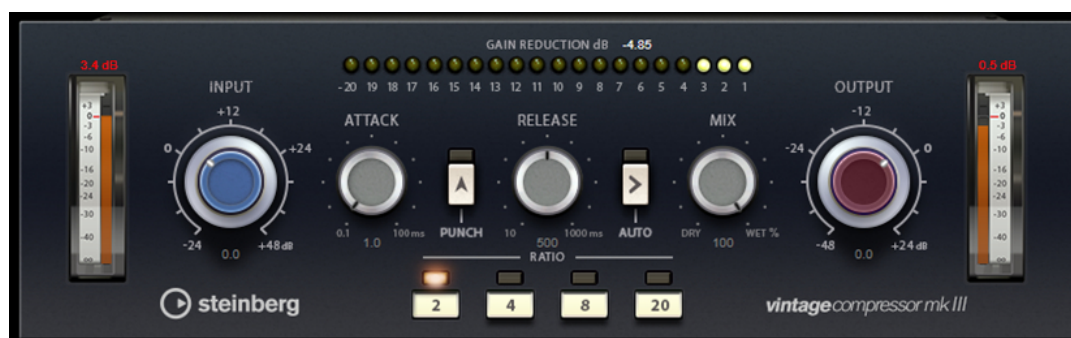 GAIN REDUCTION dB -4.85
3.4 dB
0.5 dB
-20 19 18 17 16 15 14 13 12 11 10 9 8 7 6 5 4 3 2 1
INPUT
OUTPUT
+12
-12
ATTACK
RELEASE
MIX
0
+24
-24
0
+3
0
-3
-6
-10
-16
-20
-24
-30
-40
∞
+3
0
-3
-6
-10
-16
-20
-24
-30
-40
∞
-24
+48 dB
0.0
0.1
100 ms
1.0
PUNCH
10
1000 ms
500
AUTO
DRY
WET %
100
-48
+24 dB
0.0
RATIO
steinberg
2
4
8
20
vintage compressor mk III